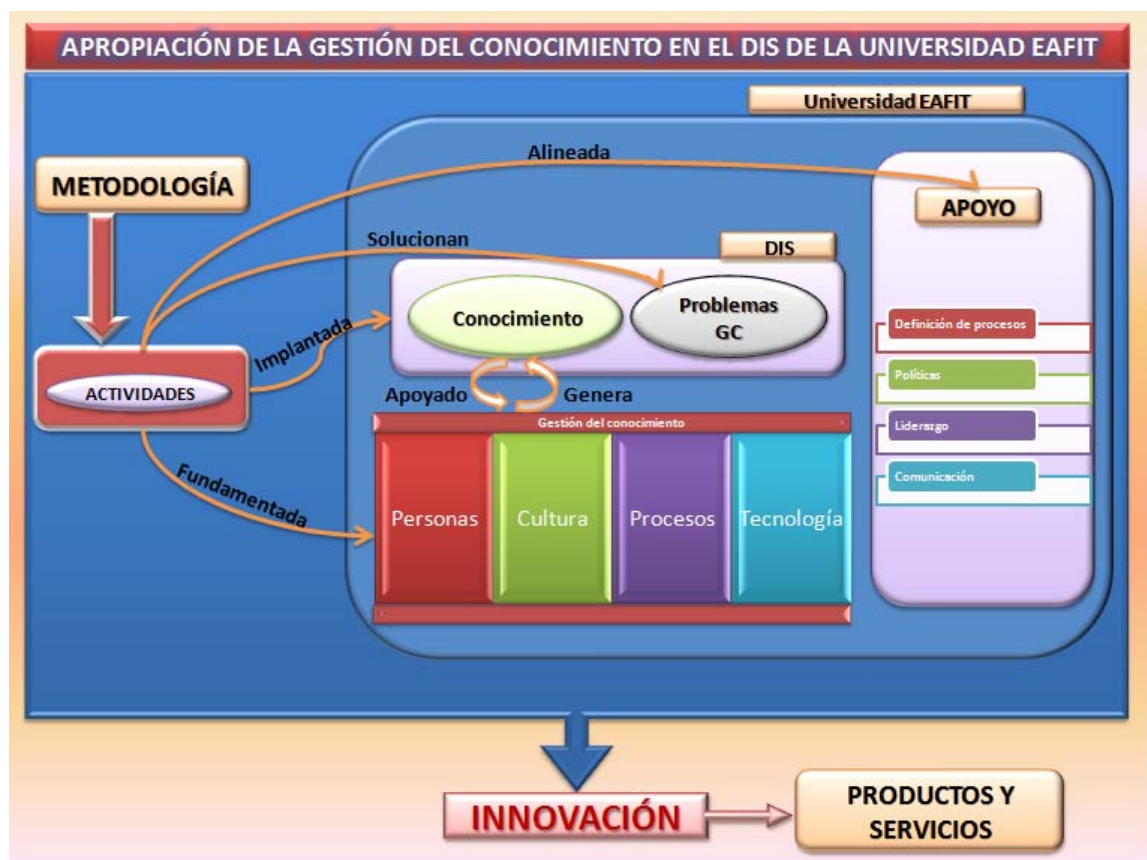 APROPIACIÓN DE LA GESTIÓN DEL CONOCIMIENTO EN EL DIS DE LA UNIVERSIDAD EAFIT
Universidad EAFIT
METODOLOGÍA
Alineada
APOYO
Solucionan
DIS
Conocimiento
Problemas
GC
Implantada
ACTIVIDADES
Apoyado
Genera
Gestión del conocimiento
Fundamentada
Personas
Cultura
Procesos
Tecnología
Definición de procesos
Políticas
Liderazgo
Comunicación
INNOVACIÓN
PRODUCTOS Y
SERVICIOS